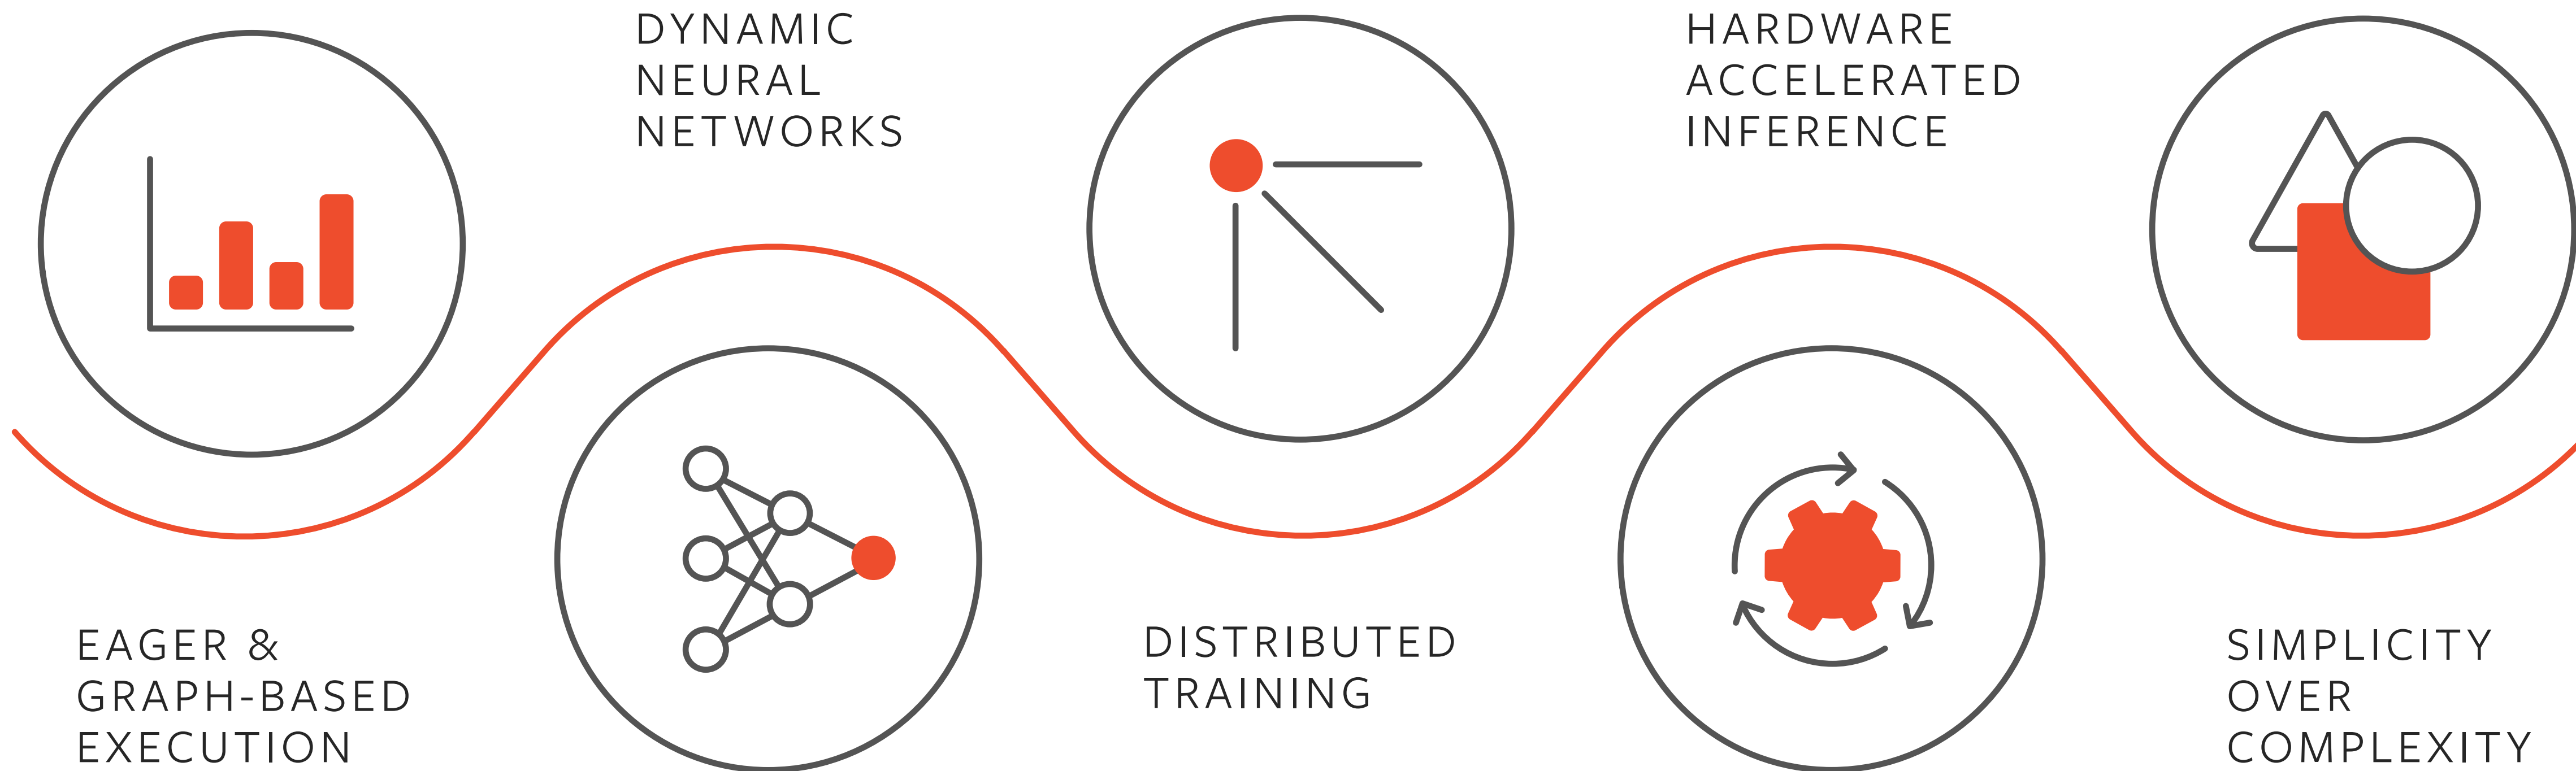 EAGER &
GRAPH-BASED
EXECUTION
DYNAMIC
NEURAL
NETWORKS
DISTRIBUTED
TRAINING
HARDWARE
ACCELERATED
INFERENCE
SIMPLICITY
OVER
COMPLEXITY